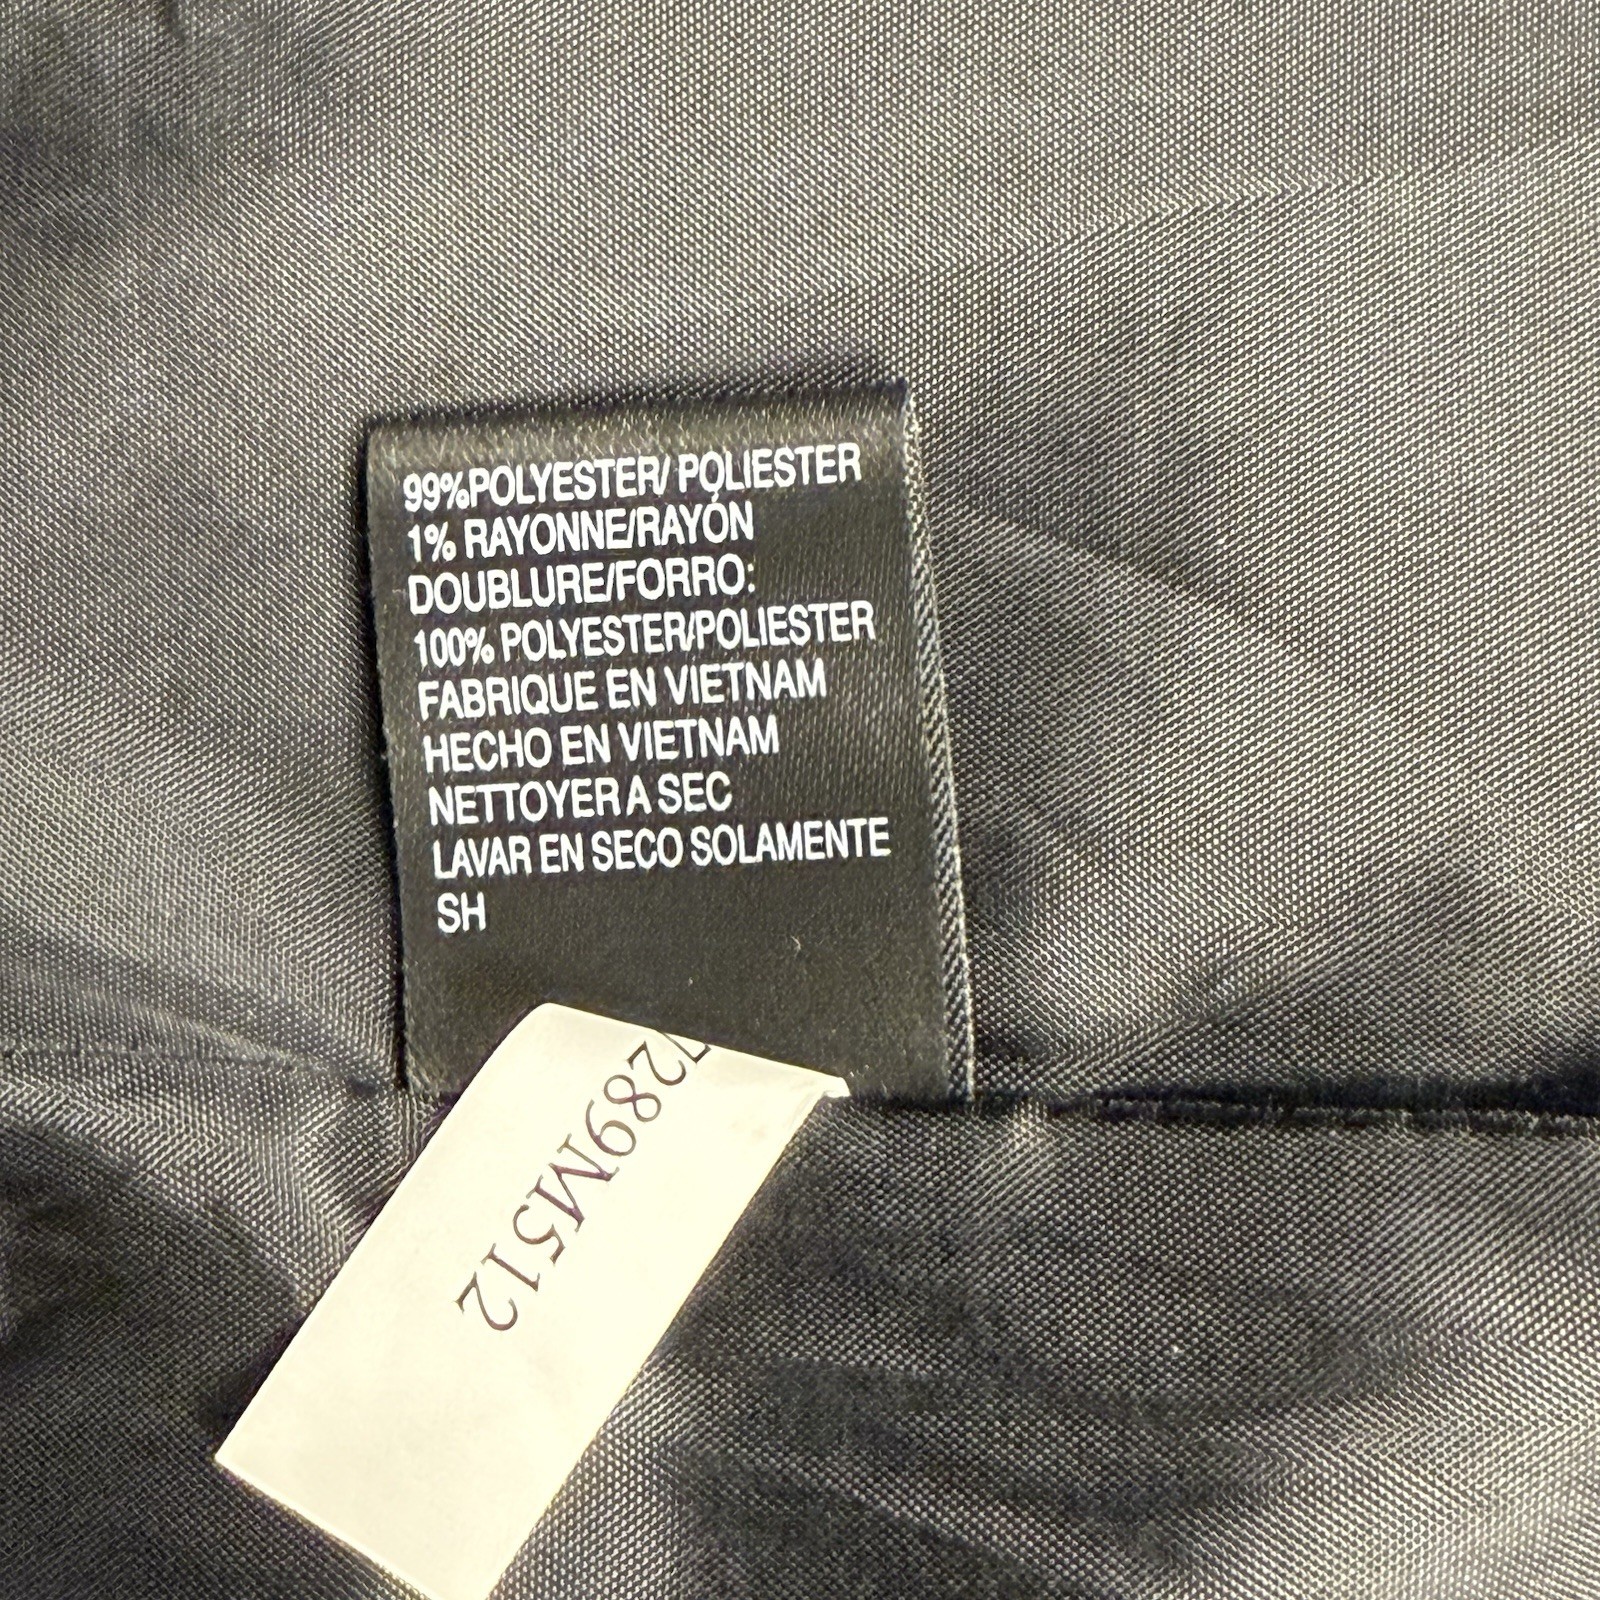 99%POLYESTER/ POLIESTER
1% RAYONNE/RAYÓN
DOUBLURE/FORRO:
100% POLYESTER/POLIESTER
FABRIQUE EN VIETNAM
HECHO EN VIETNAM
NETTOYER A SEC
LAVAR EN SECO SOLAMENTE
SH
7289M512